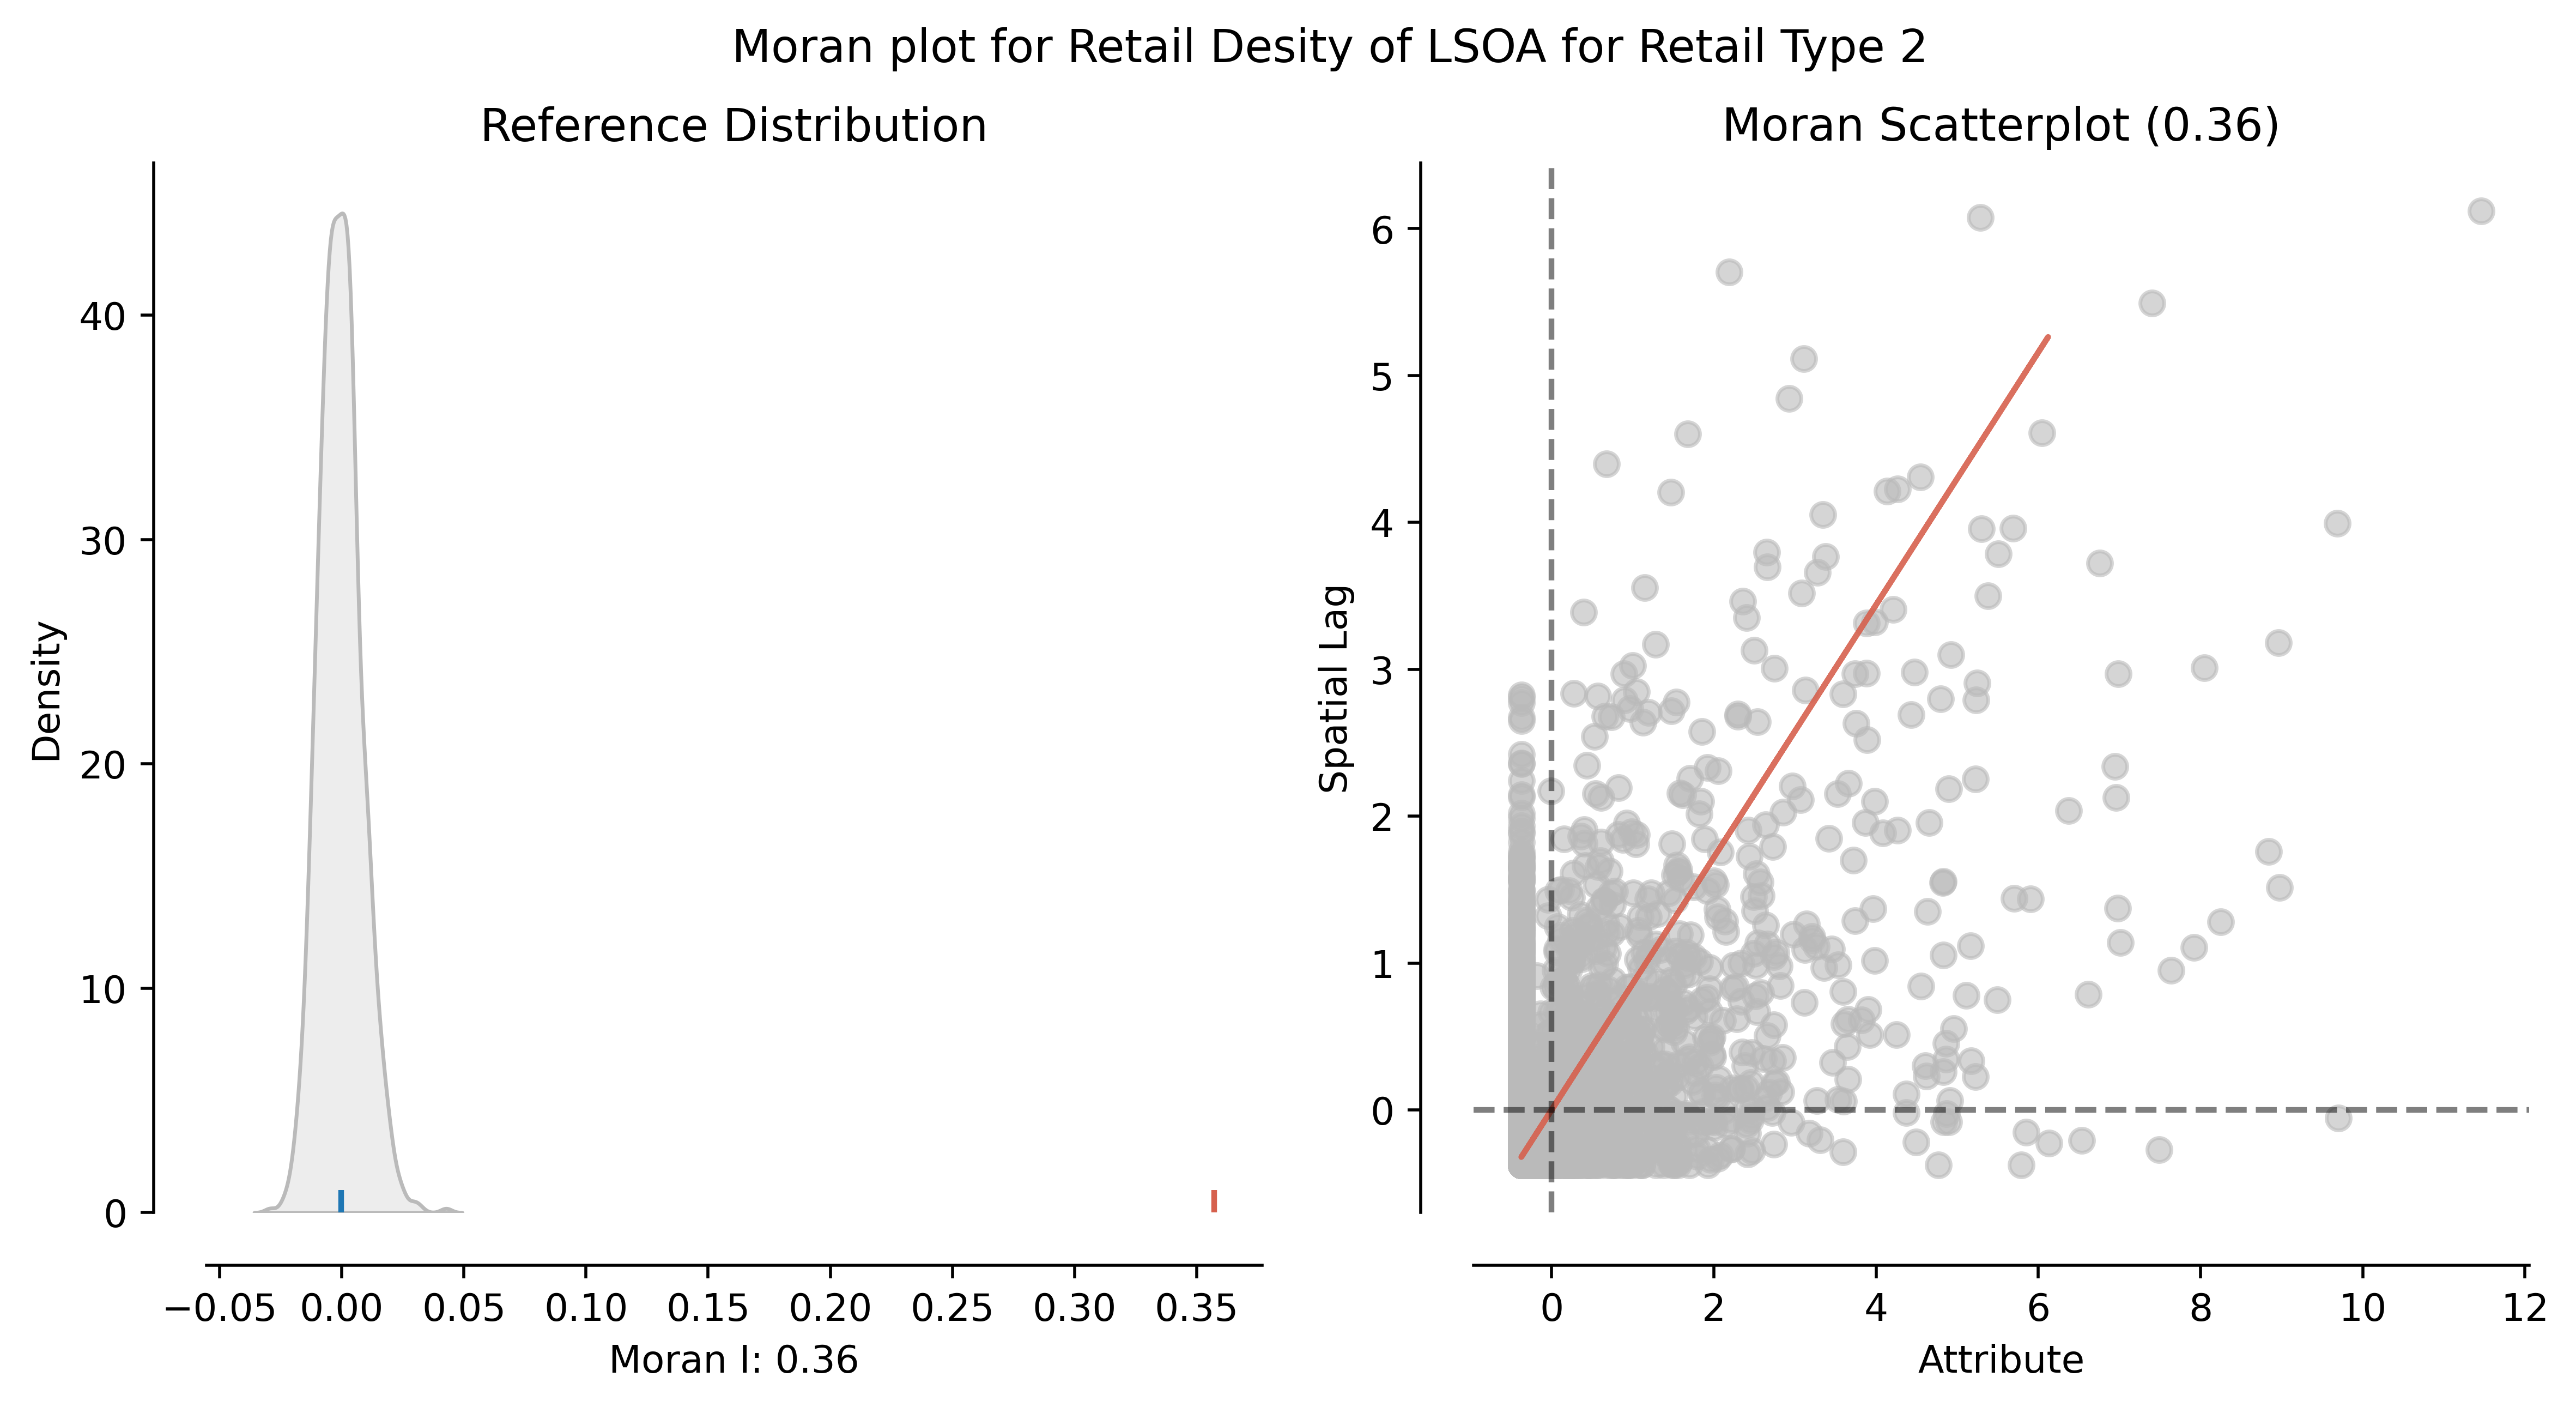 Moran plot for Retail Desity of LSOA for Retail Type 2
Reference Distribution
Density
40
30
20
10
0
−0.05 0.00 0.05 0.10 0.15 0.20 0.25 0.30 0.35
Moran I: 0.36
Moran Scatterplot (0.36)
Spatial Lag
6
5
4
3
2
1
0
0 2 4 6 8 10 12
Attribute